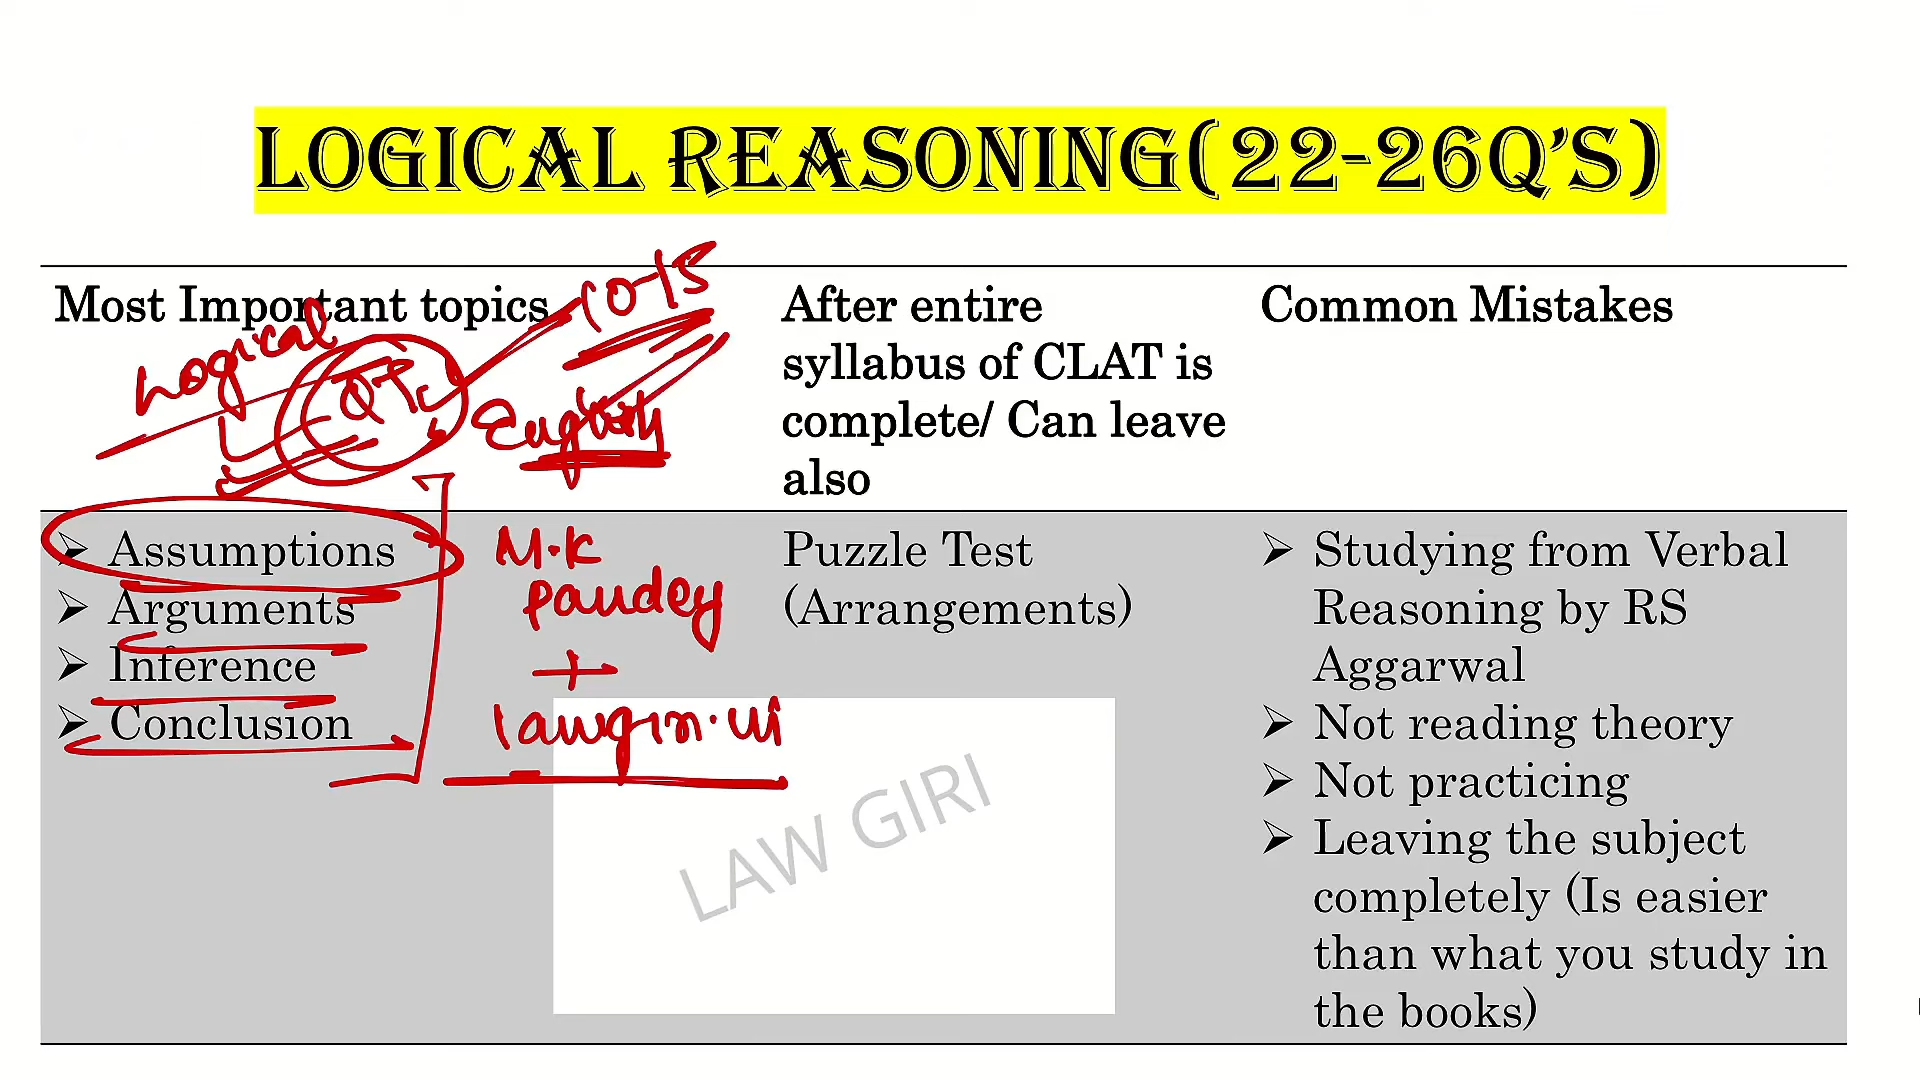 LOGICAL REASONING(22-26Q'S)
Most Important topics
After entire
syllabus of CLAT is
complete/ Can leave
also
Common Mistakes
Logical
10-15
English
Assumptions
Arguments
Inference
Conclusion
M.K
Pandey
+
Puzzle Test
(Arrangements)
Studying from Verbal
Reasoning by RS
Aggarwal
Not reading theory
Not practicing
Leaving the subject
completely (Is easier
than what you study in
the books)
LAW GIRI